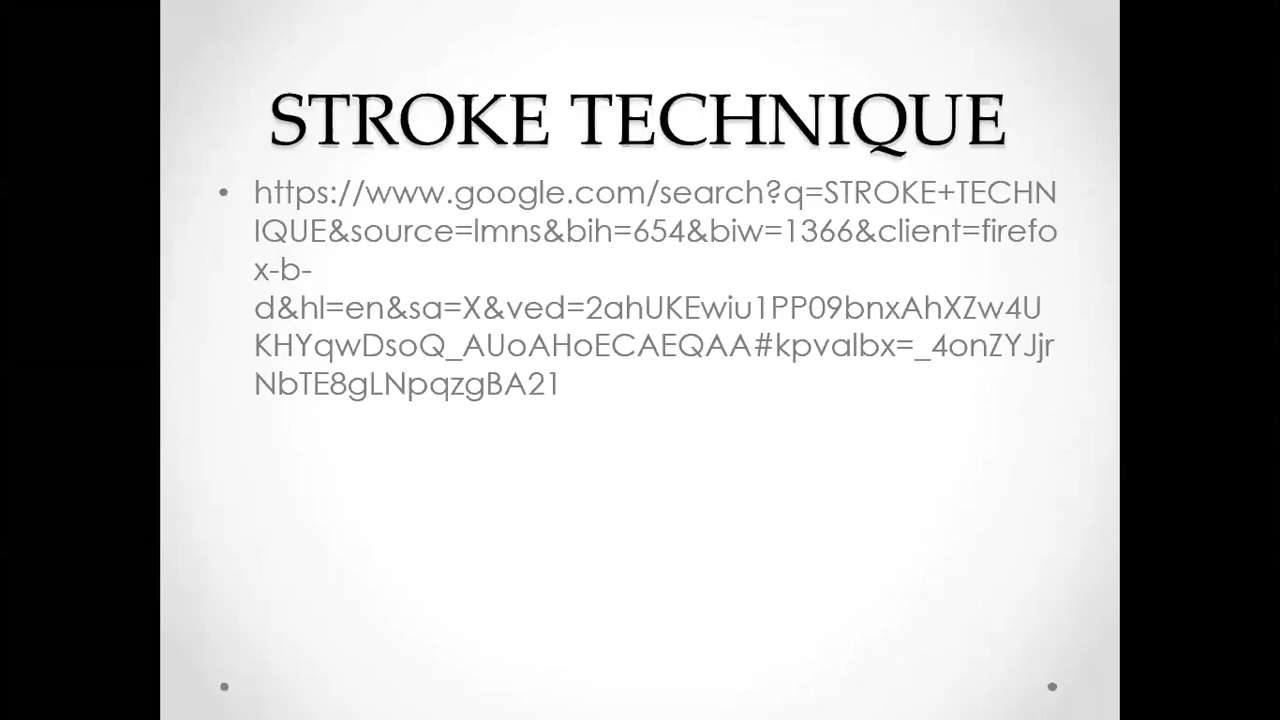 STROKE TECHNIQUE
• https://www.google.com/search?q=STROKE+TECHN
IQUE&source=lmns&bih=654&biw=1366&client=firefo
x-b-
d&hl=en&sa=X&ved=2ahUKEwiu1PP09bnxAhXZw4U
KHYqwDsoQ_AUoAHoECAEQAA#kpvalbx=_4onZYJjr
NbTE8gLNpqzgBA21